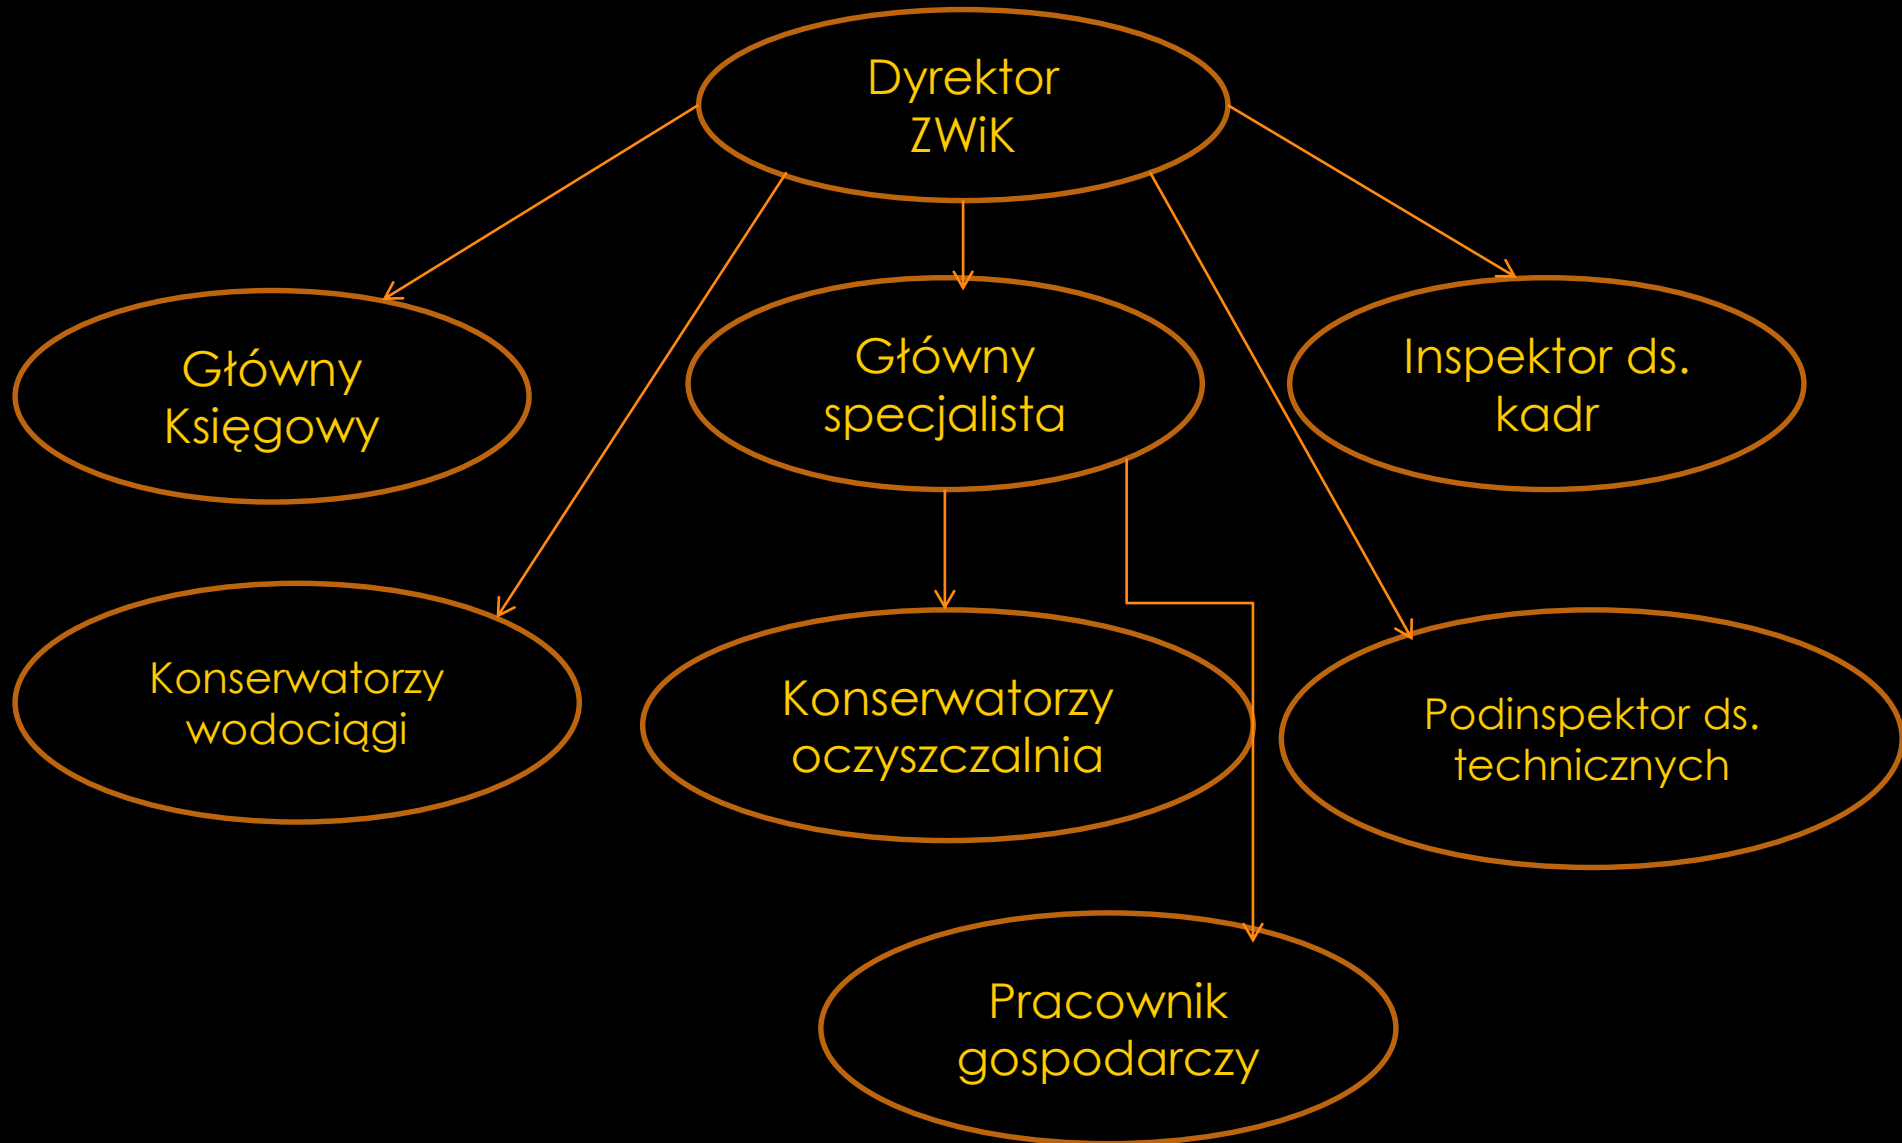 Dyrektor
ZWiK
Główny
Księgowy
Główny
specjalista
Inspektor ds.
kadr
Konserwatorzy
wodociągi
Konserwatorzy
oczyszczalnia
Podinspektor ds.
technicznych
Pracownik
gospodarczy